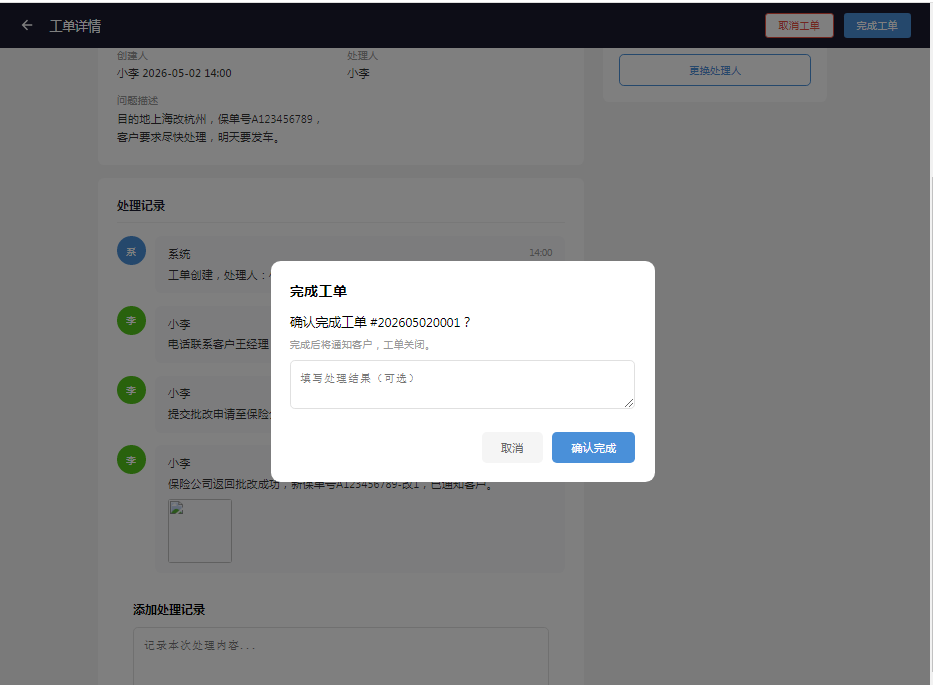 工单详情
取消工单
完成工单
创建人
处理人
小李 2026-05-02 14:00
小李
更换处理人
问题描述
目的地上海改杭州，保单号A123456789，
客户要求尽快处理，明天要发车。
处理记录
系
系统
14:00
工单创建，处理人：
李
小李
电话联系客户王经理
李
小李
提交批改申请至保险
李
小李
保险公司返回批改成功，新保单号A123456789-改1，已通知客户。
完成工单
确认完成工单 #202605020001？
完成后将通知客户，工单关闭。
填写处理结果（可选）
取消
确认完成
添加处理记录
记录本次处理内容...